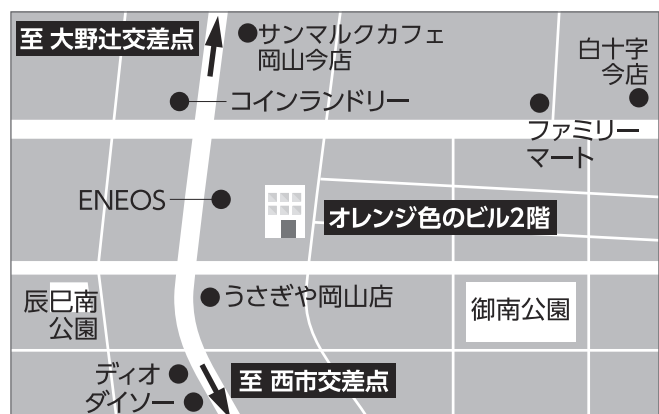 至 大野辻交差点
サンマルクカフェ
岡山今店
白十字
今店
コインランドリー
ファミリー
マート
ENEOS
オレンジ色のビル2階
辰巳南
公園
うさぎや岡山店
御南公園
ディオ
ダイソー
至 西市交差点